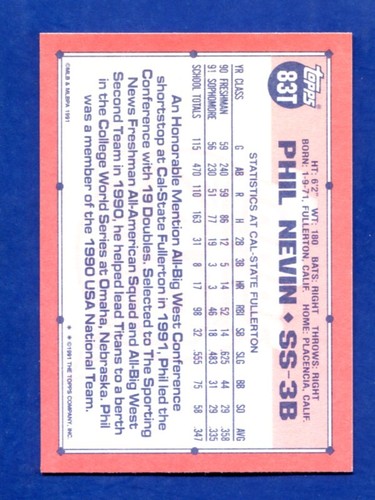 Topps ®
83T
HT: 6'2" WT: 180 BATS: RIGHT THROWS: RIGHT
BORN: 1-9-71, FULLERTON, CALIF. HOME: PLACENCIA, CALIF.
PHIL NEVIN ♦ SS-3B
STATISTICS AT CAL-STATE FULLERTON
YR CLASS G AB R H 2B 3B HR RBI SB SLG BB SO AVG
90 FRESHMAN 59 240 59 86 12 5 14 52 14 .625 44 29 .358
91 SOPHOMORE 56 230 51 77 19 3 3 46 18 .483 31 29 .335
SCHOOL TOTALS 115 470 110 163 31 8 17 98 32 .555 75 58 .347
An Honorable Mention All-Big West Conference
shortstop at Cal-State Fullerton in 1991, Phil led the
Conference with 19 Doubles. Selected to The Sporting
News Freshman All-American Squad and All-Big West
Second Team in 1990, he helped lead Titans to a berth
in the College World Series at Omaha, Nebraska. Phil
was a member of the 1990 USA National Team.
©MLB & MLBPA 1991
* * ©1991 THE TOPPS COMPANY, INC.